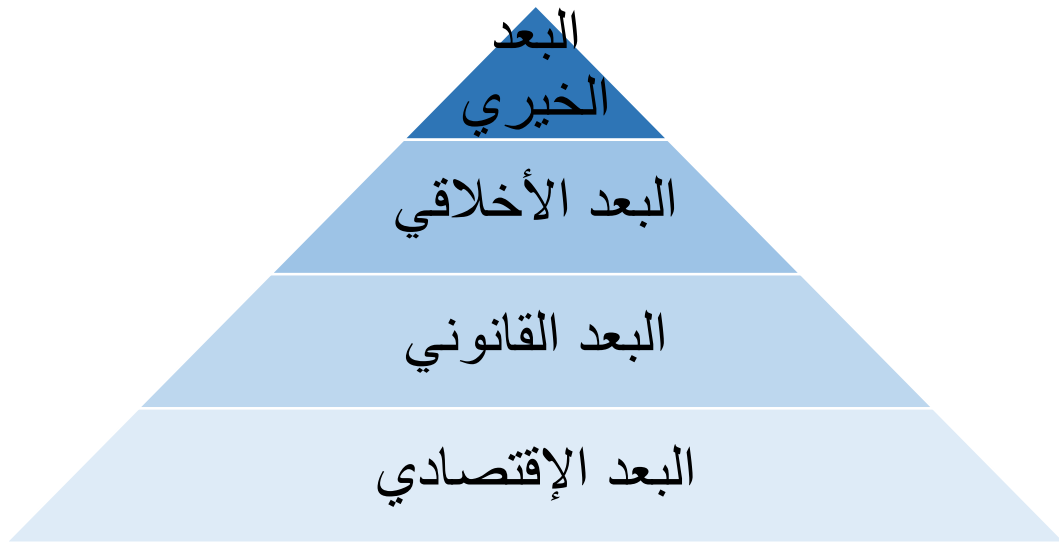 البعد
الخيري
البعد الأخلاقي
البعد القانوني
البعد الإقتصادي